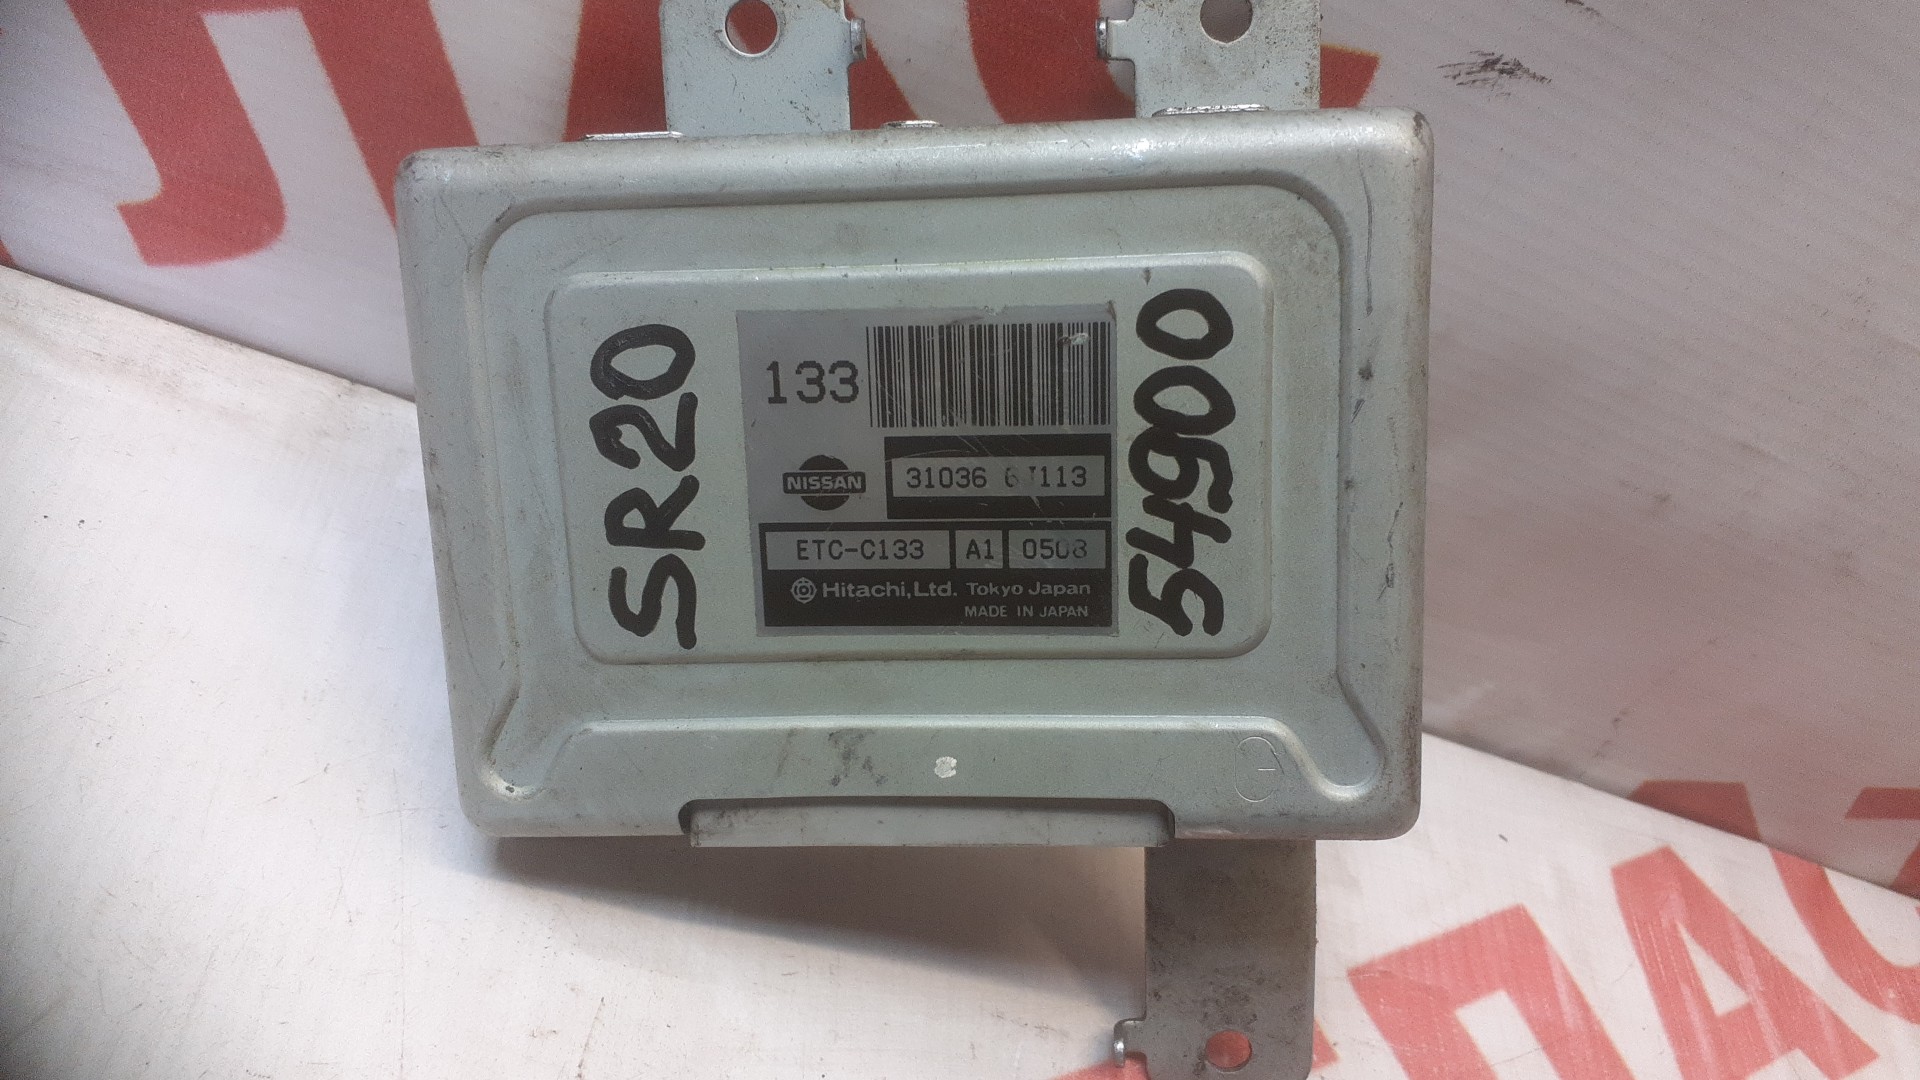 SR20
133
NISSAN
31036 6J113
ETC-C133 A1 0508
Hitachi, Ltd. Tokyo Japan
MADE IN JAPAN
54900